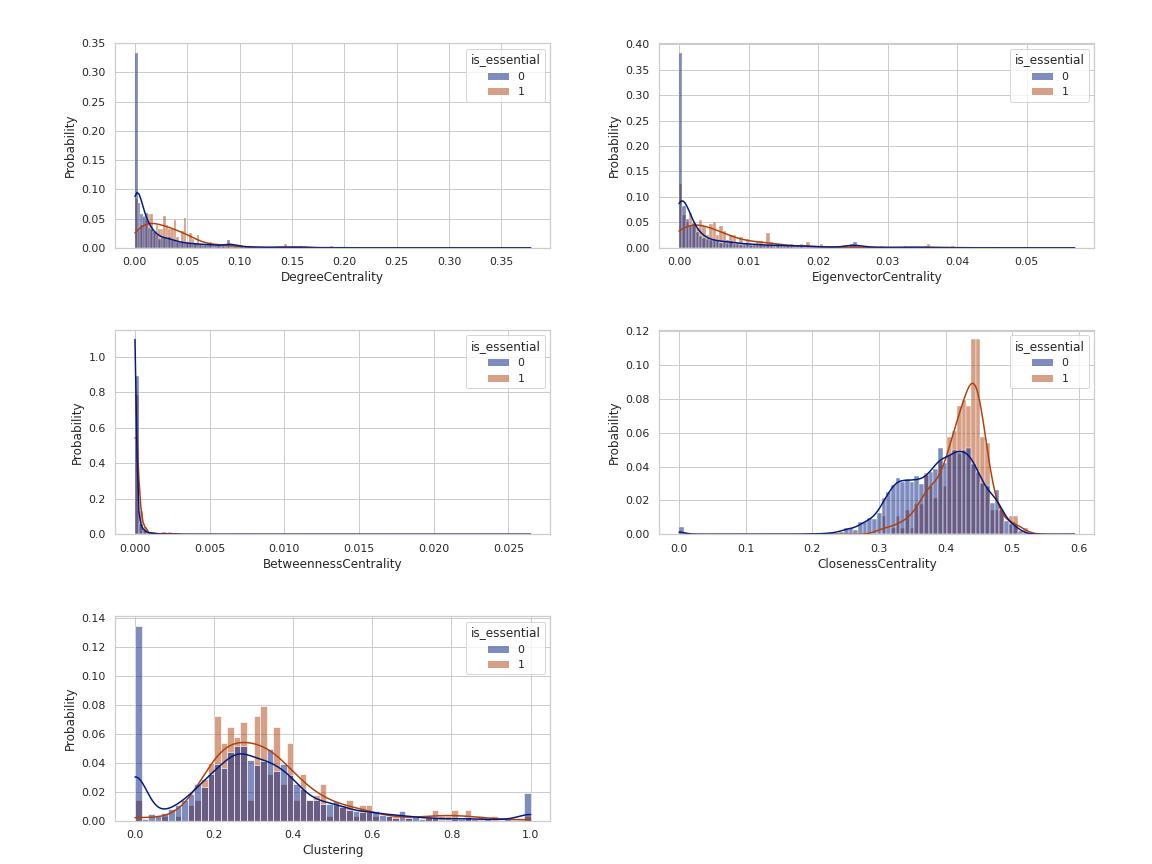 0.35
0.30
0.25
0.20
0.15
0.10
0.05
0.00
Probability
0.00 0.05 0.10 0.15 0.20 0.25 0.30 0.35
DegreeCentrality
is_essential
0
1
0.40
0.35
0.30
0.25
0.20
0.15
0.10
0.05
0.00
Probability
0.00 0.01 0.02 0.03 0.04 0.05
EigenvectorCentrality
is_essential
0
1
1.0
0.8
0.6
0.4
0.2
0.0
Probability
0.000 0.005 0.010 0.015 0.020 0.025
BetweennessCentrality
is_essential
0
1
0.12
0.10
0.08
0.06
0.04
0.02
0.00
Probability
0.0 0.1 0.2 0.3 0.4 0.5 0.6
ClosenessCentrality
is_essential
0
1
0.14
0.12
0.10
0.08
0.06
0.04
0.02
0.00
Probability
0.0 0.2 0.4 0.6 0.8 1.0
Clustering
is_essential
0
1